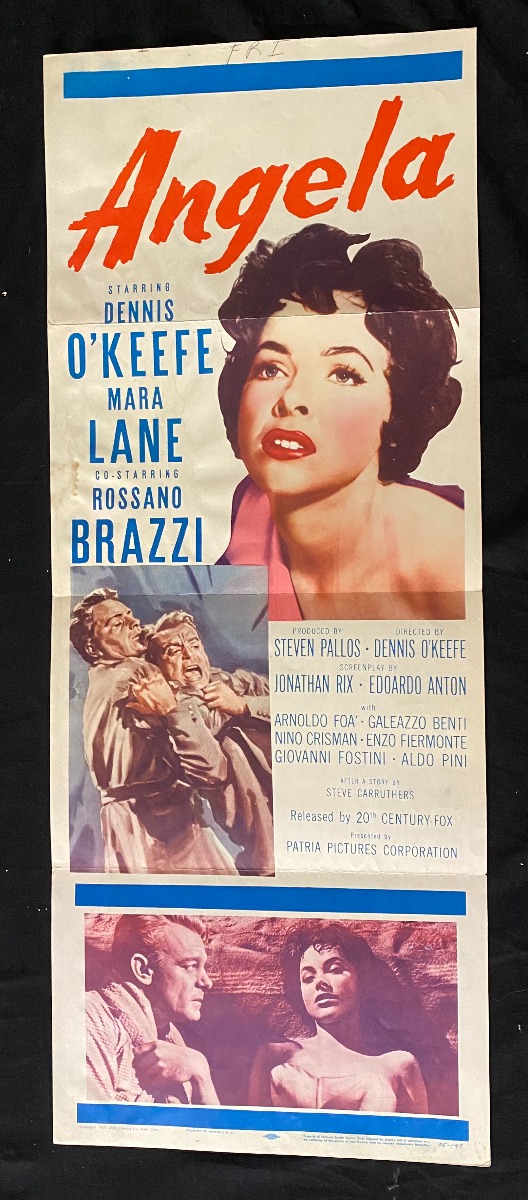 FRI
Angela
STARRING
DENNIS
O'KEEFE
MARA
LANE
CO-STARRING
ROSSANO
BRAZZI
PRODUCED BY
STEVEN PALLOS ·
DIRECTED BY
DENNIS O'KEEFE
SCREENPLAY BY
JONATHAN RIX · EDOARDO ANTON
with
ARNOLDO FOA' · GALEAZZO BENTI
NINO CRISMAN · ENZO FIERMONTE
GIOVANNI FOSTINI · ALDO PINI
AFTER A STORY BY
STEVE CARRUTHERS
Released by 20th CENTURY-FOX
Presented by
PATRIA PICTURES CORPORATION
55-147